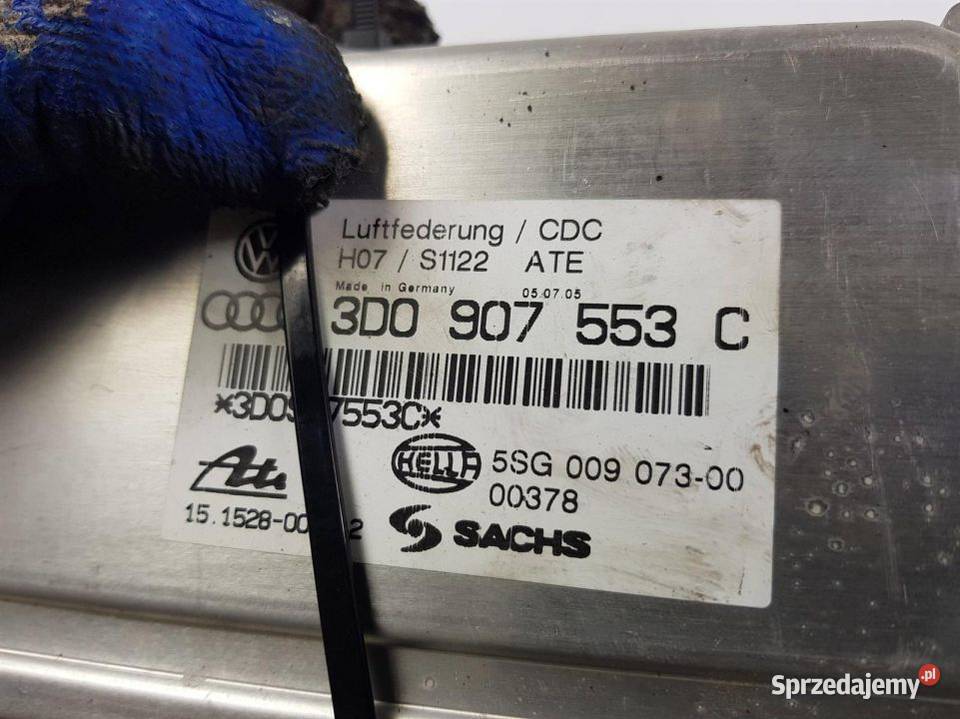 Luftfederung / CDC
H07 / S1122 ATE
Made in Germany 05.07.05
3D0 907 553 C
Ate
HELLA 5SG 009 073-00
00378
SACHS
Sprzedajemy.pl